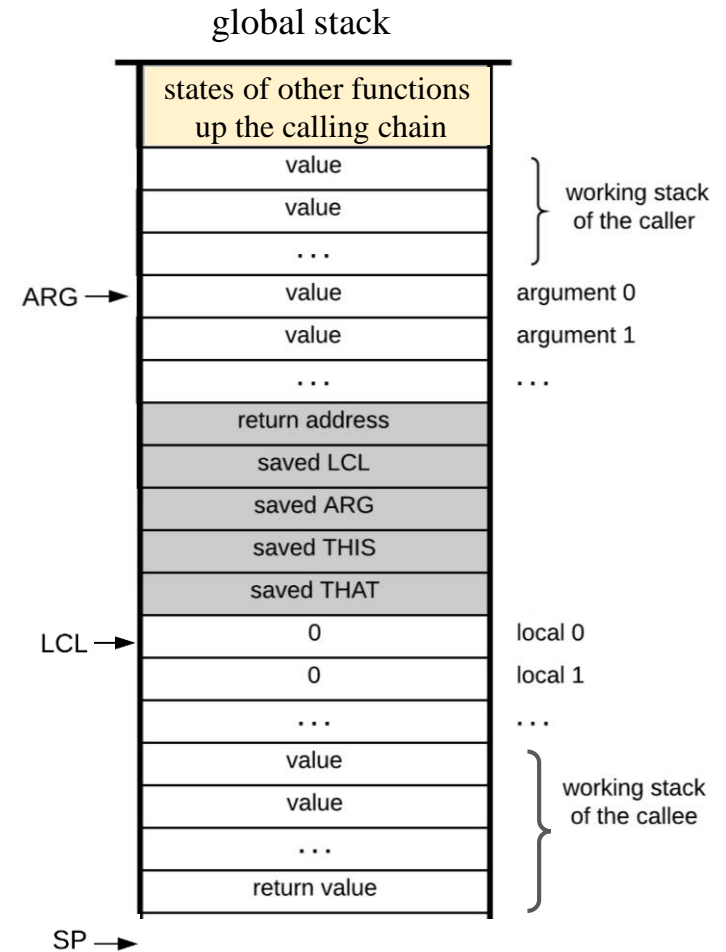 global stack
states of other functions
up the calling chain
value
value
...
working stack
of the caller
ARG
value
argument 0
value
argument 1
...
...
return address
saved LCL
saved ARG
saved THIS
saved THAT
LCL
0
local 0
0
local 1
...
...
value
value
...
return value
working stack
of the callee
SP